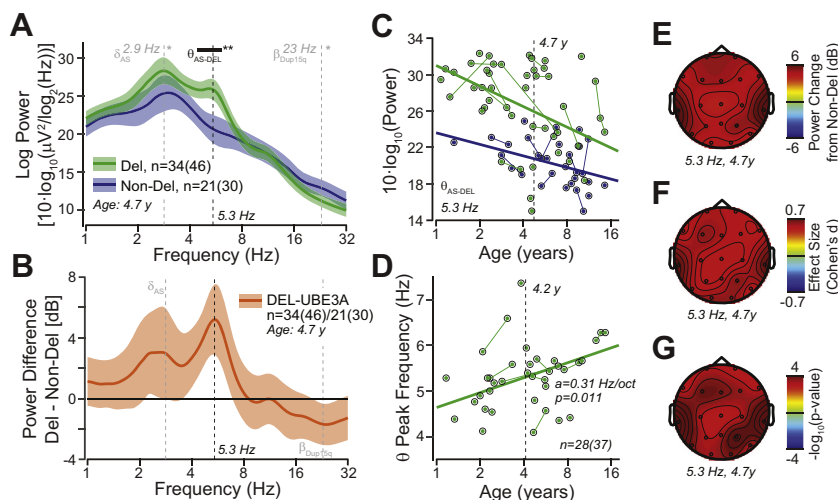 A
δAS 2.9 Hz *
θAS-DEL **
βDup15q 23 Hz *
Log Power
[10·log10(μV²/log2(Hz))]
30
25
20
15
10
Del, n=34(46)
Non-Del, n=21(30)
Age: 4.7 y
5.3 Hz
1 2 4 8 16 32
Frequency (Hz)
B
Power Difference
Del - Non-Del [dB]
8
4
0
-4
δAS
DEL-UBE3A
n=34(46)/21(30)
Age: 4.7 y
5.3 Hz
βDup15q
1 2 4 8 16 32
Frequency (Hz)
C
10·log10(Power)
34
32
30
28
26
24
22
20
18
16
14
4.7 y
θAS-DEL
5.3 Hz
1 2 4 8 16
Age (years)
D
θ Peak Frequency (Hz)
7
6
5
4
4.2 y
a=0.31 Hz/oct
p=0.011
n=28(37)
1 2 4 8 16
Age (years)
E
6
-6
Power Change
from Non-Del (dB)
5.3 Hz, 4.7y
F
0.7
-0.7
Effect Size
(Cohen's d)
5.3 Hz, 4.7y
G
4
-4
-log10(p-value)
5.3 Hz, 4.7y